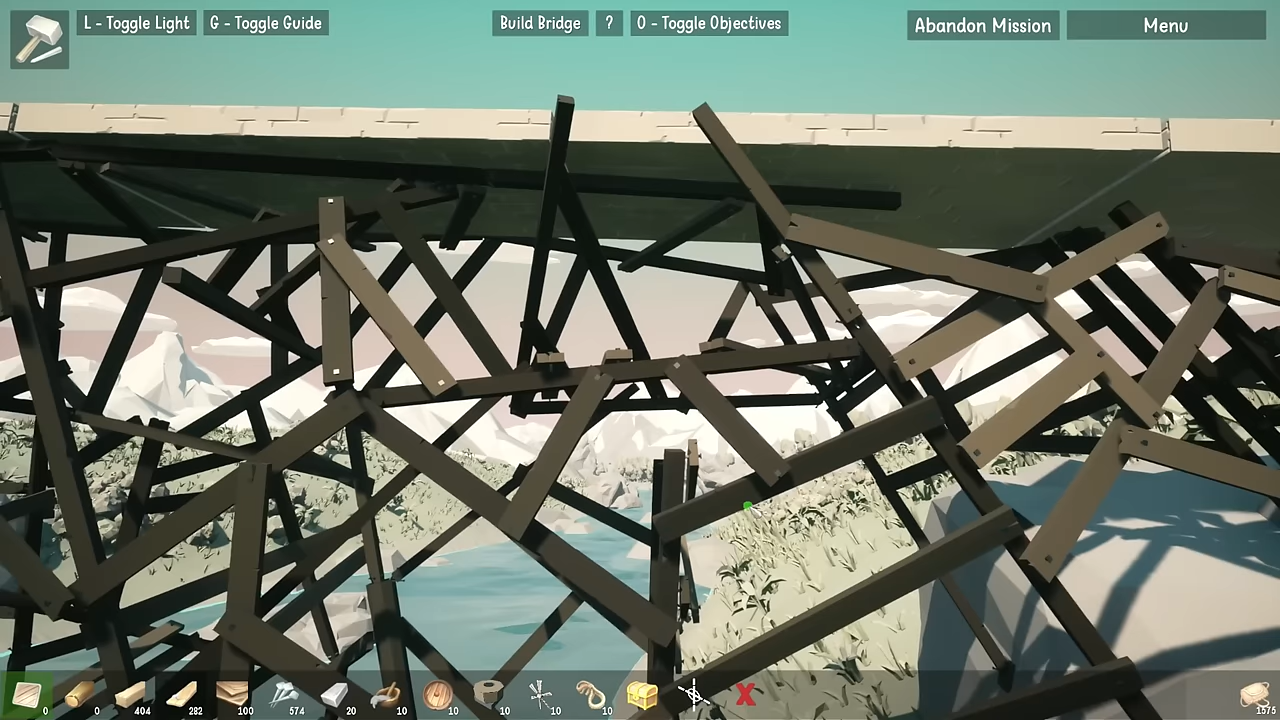 L - Toggle Light
G - Toggle Guide
Build Bridge
?
O - Toggle Objectives
Abandon Mission
Menu
0
0
404
282
100
574
20
10
10
10
10
10
1575